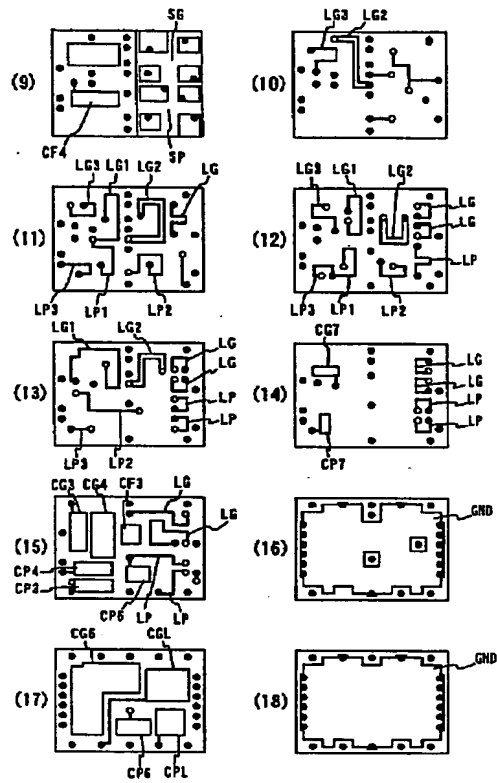 SG
(9)
CF4
SP
LG3 LG2
(10)
LG3 LG1 LG2 LG
(11)
LP3 LP1 LP2
LG3 LG1 LG2 LG
LG
(12)
LP
LP3 LP1 LP2
LG1 LG2 LG
LG
(13)
LP
LP
LP3 LP2
CG7 LG
LG
(14)
LP
LP
CP7
CG3 CG4 CF3 LG
LG
(15)
CP4
CP3
CP6 LP LP
GND
(16)
CG6 CGL
(17)
CP6 CPL
GND
(18)